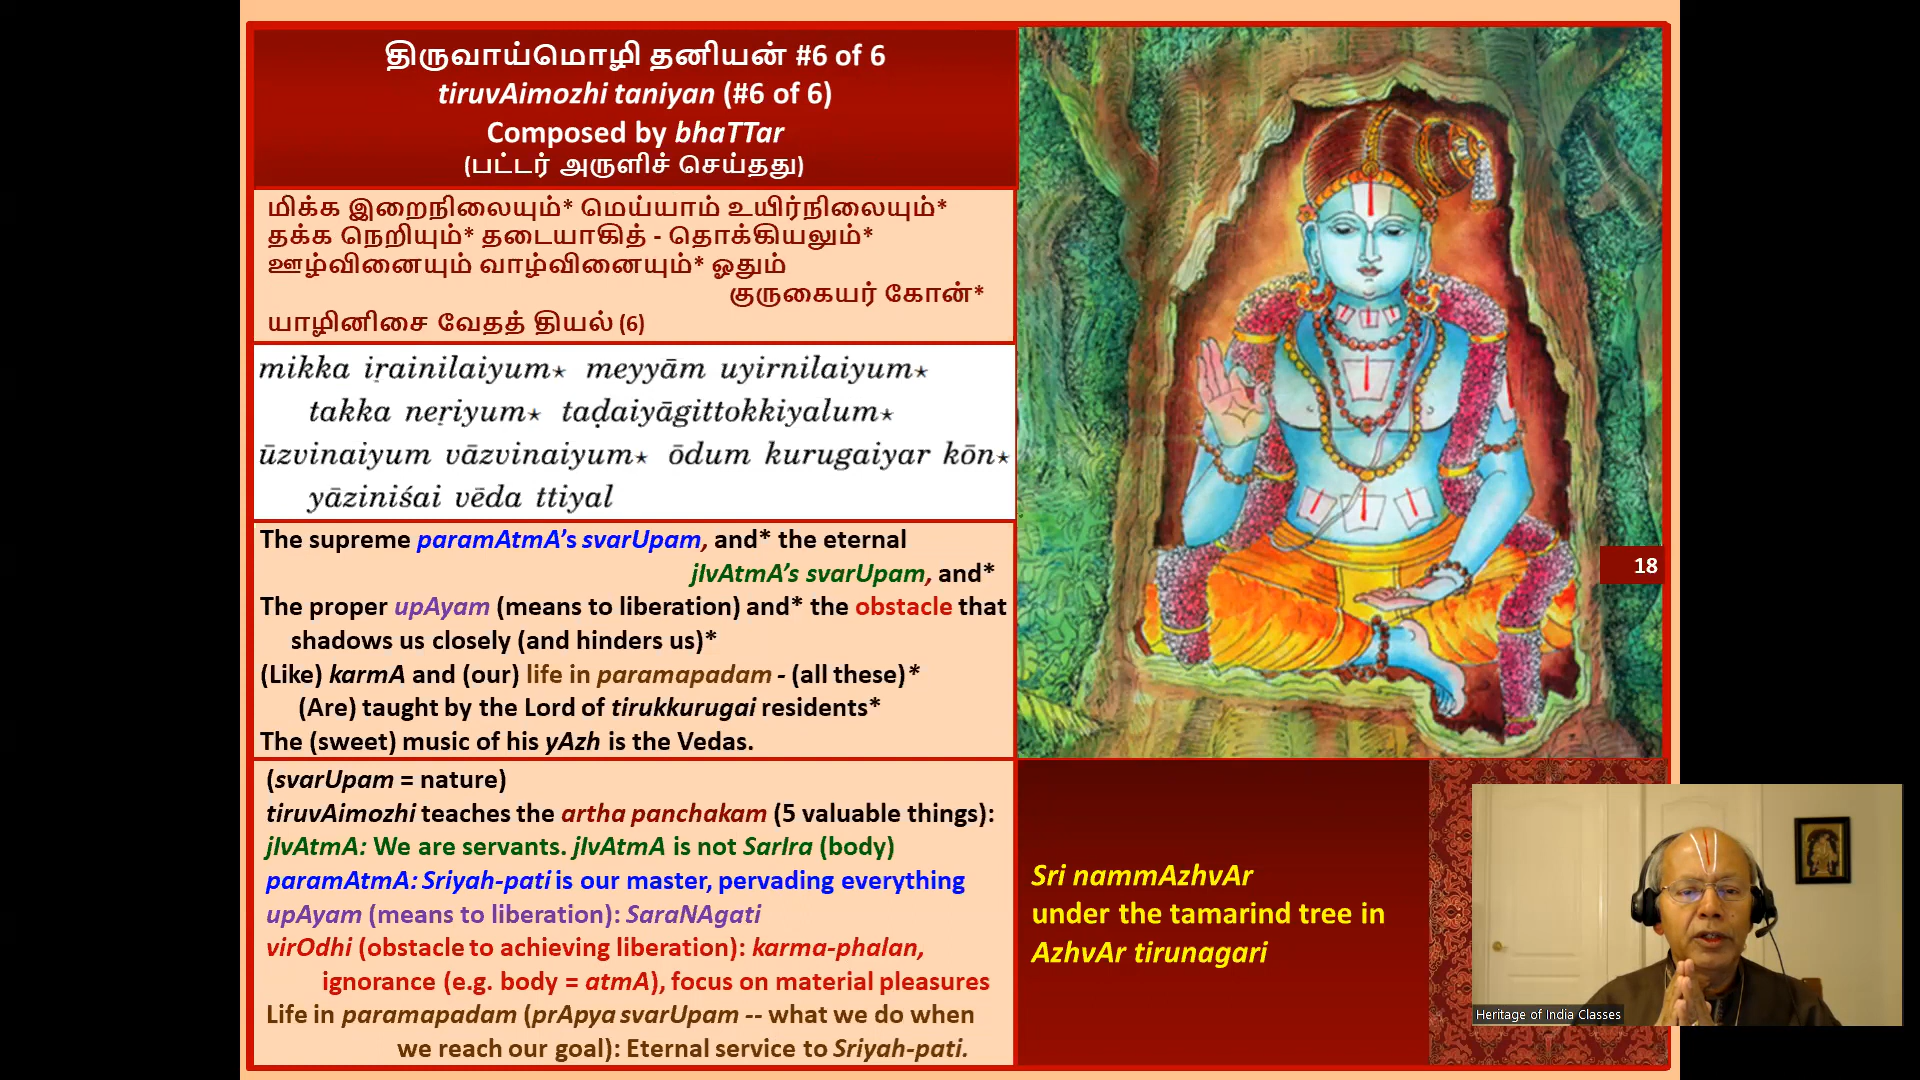 திருவாய்மொழி தனியன் #6 of 6
tiruvAimozhi taniyan (#6 of 6)
Composed by bhaTTar
(பட்டர் அருளிச் செய்தது)
மிக்க இறைநிலையும்* மெய்யாம் உயிர்நிலையும்*
தக்க நெறியும்* தடையாகித் - தொக்கியலும்*
ஊழ்வினையும் வாழ்வினையும்* ஓதும்
குருகையர் கோன்*
யாழினிசை வேதத் தியல் (6)
mikka iṟainilaiyum⋆ meyyām uyirnilaiyum⋆
takka neṟiyum⋆ taḍaiyāgittokkiyalum⋆
ūzvinaiyum vāzvinaiyum⋆ ōdum kurugaiyar kōn⋆
yāziniśai vēda ttiyal
The supreme paramAtmA's svarUpam, and* the eternal
jIvAtmA's svarUpam, and*
The proper upAyam (means to liberation) and* the obstacle that
shadows us closely (and hinders us)*
(Like) karmA and (our) life in paramapadam - (all these)*
(Are) taught by the Lord of tirukkurugai residents*
The (sweet) music of his yAzh is the Vedas.
(svarUpam = nature)
tiruvAimozhi teaches the artha panchakam (5 valuable things):
jIvAtmA: We are servants. jIvAtmA is not SarIra (body)
paramAtmA: Sriyah-pati is our master, pervading everything
upAyam (means to liberation): SaraNAgati
virOdhi (obstacle to achieving liberation): karma-phalan,
ignorance (e.g. body = atmA), focus on material pleasures
Life in paramapadam (prApya svarUpam -- what we do when
we reach our goal): Eternal service to Sriyah-pati.
18
Sri nammAzhvAr
under the tamarind tree in
AzhvAr tirunagari
Heritage of India Classes